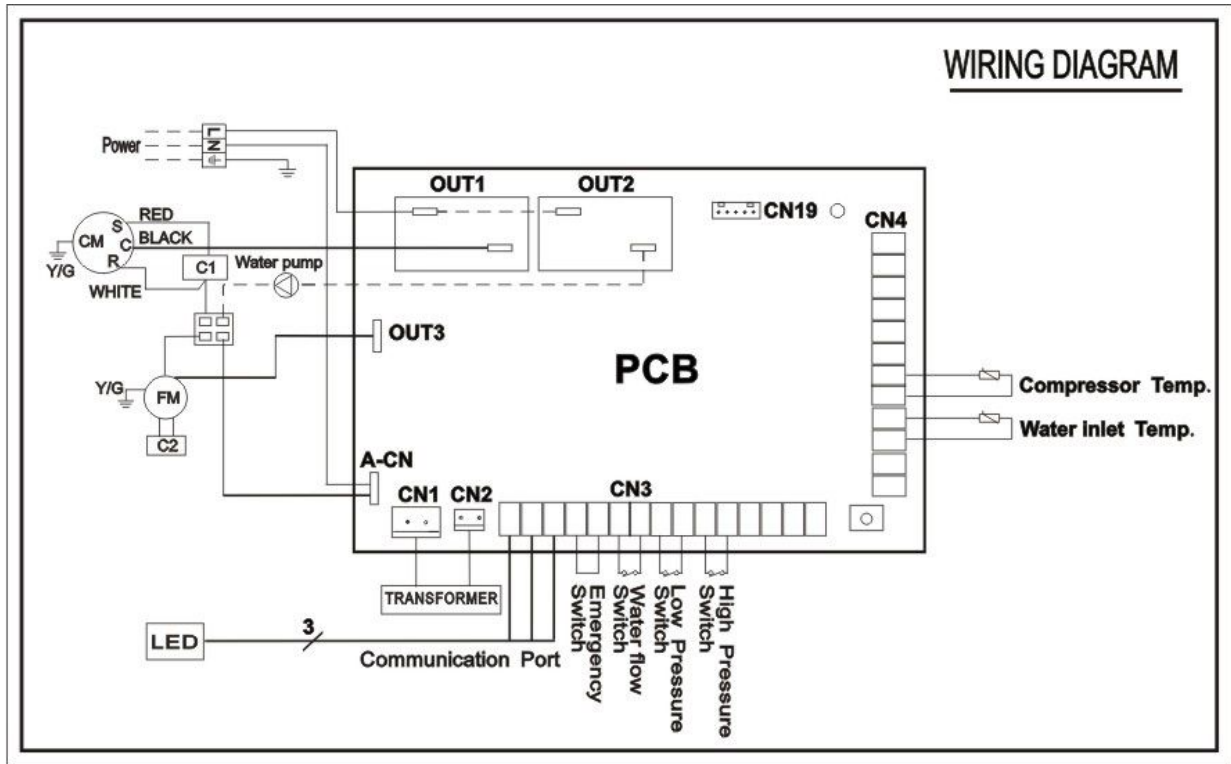 WIRING DIAGRAM
Power
L
N
OUT1
OUT2
CN19
CN4
RED
S
CM
C
BLACK
R
Y/G
C1
WHITE
Water pump
OUT3
PCB
Compressor Temp.
Y/G
FM
Water inlet Temp.
C2
A-CN
CN1
CN2
CN3
TRANSFORMER
Emergency
Switch
Water flow
Switch
Low Pressure
Switch
High Pressure
Switch
LED
3
Communication Port